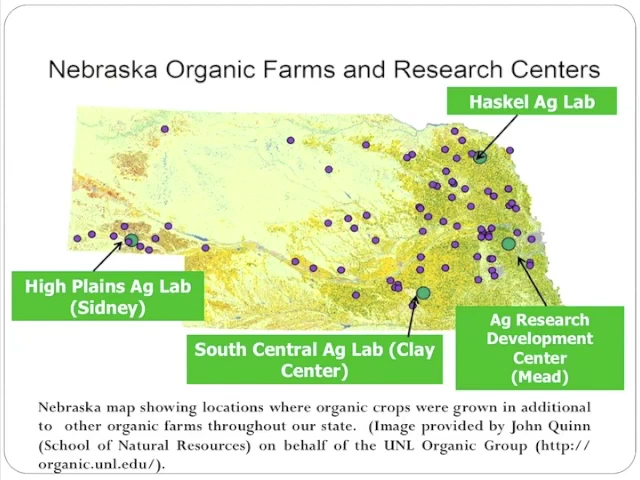 Nebraska Organic Farms and Research Centers
Haskel Ag Lab
High Plains Ag Lab
(Sidney)
South Central Ag Lab (Clay
Center)
Ag Research
Development
Center
(Mead)
Nebraska map showing locations where organic crops were grown in additional
to other organic farms throughout our state. (Image provided by John Quinn
(School of Natural Resources) on behalf of the UNL Organic Group (http://
organic.unl.edu/).